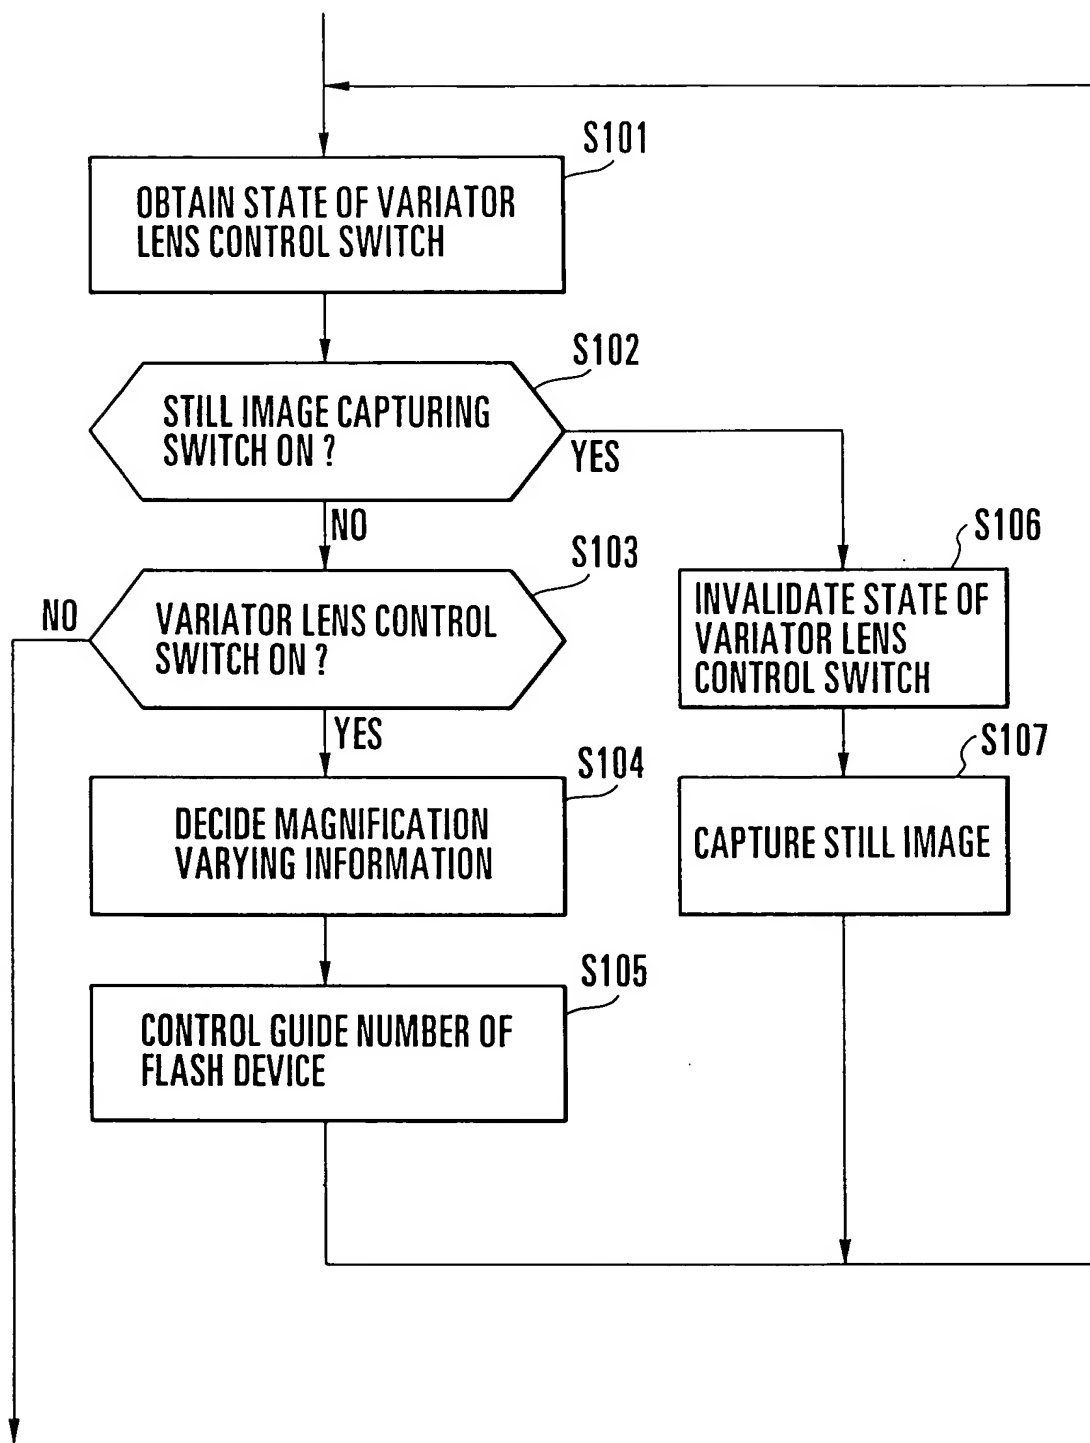 S101
OBTAIN STATE OF VARIATOR
LENS CONTROL SWITCH
S102
STILL IMAGE CAPTURING
SWITCH ON ?
YES
NO
S103
NO
VARIATOR LENS CONTROL
SWITCH ON ?
YES
S106
INVALIDATE STATE OF
VARIATOR LENS
CONTROL SWITCH
S104
DECIDE MAGNIFICATION
VARYING INFORMATION
S107
CAPTURE STILL IMAGE
S105
CONTROL GUIDE NUMBER OF
FLASH DEVICE